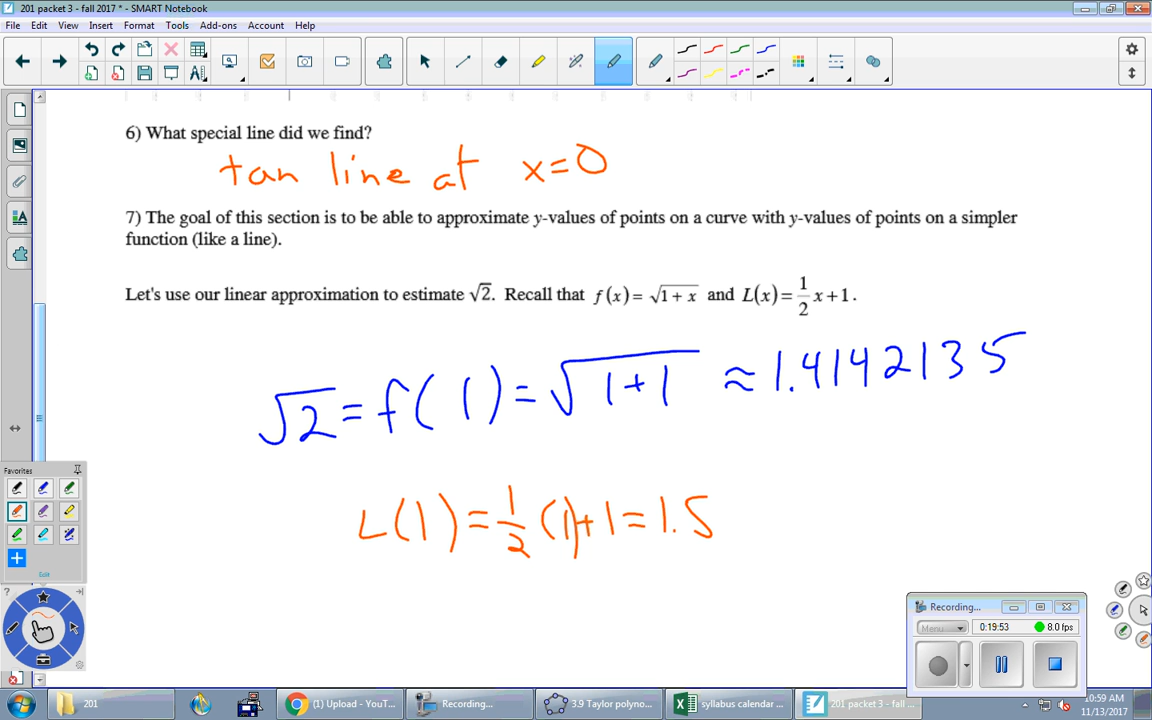 201 packet 3 - fall 2017 * - SMART Notebook
File Edit View Insert Format Tools Add-ons Account Help
6) What special line did we find?
tan line at x=0
7) The goal of this section is to be able to approximate y-values of points on a curve with y-values of points on a simpler
function (like a line).
Let's use our linear approximation to estimate √2. Recall that f(x) = √(1 + x) and L(x) = 1/2 x + 1.
√2 = f(1) = √(1+1) ≈ 1.4142135
L(1) = 1/2 (1) + 1 = 1.5
Favorites
Edit
Recording...
Menu 0:19:53 8.0 fps
201
(1) Upload - YouT...
Recording...
3.9 Taylor polyno...
syllabus calendar ...
201 packet 3 - fall ...
10:59 AM
11/13/2017